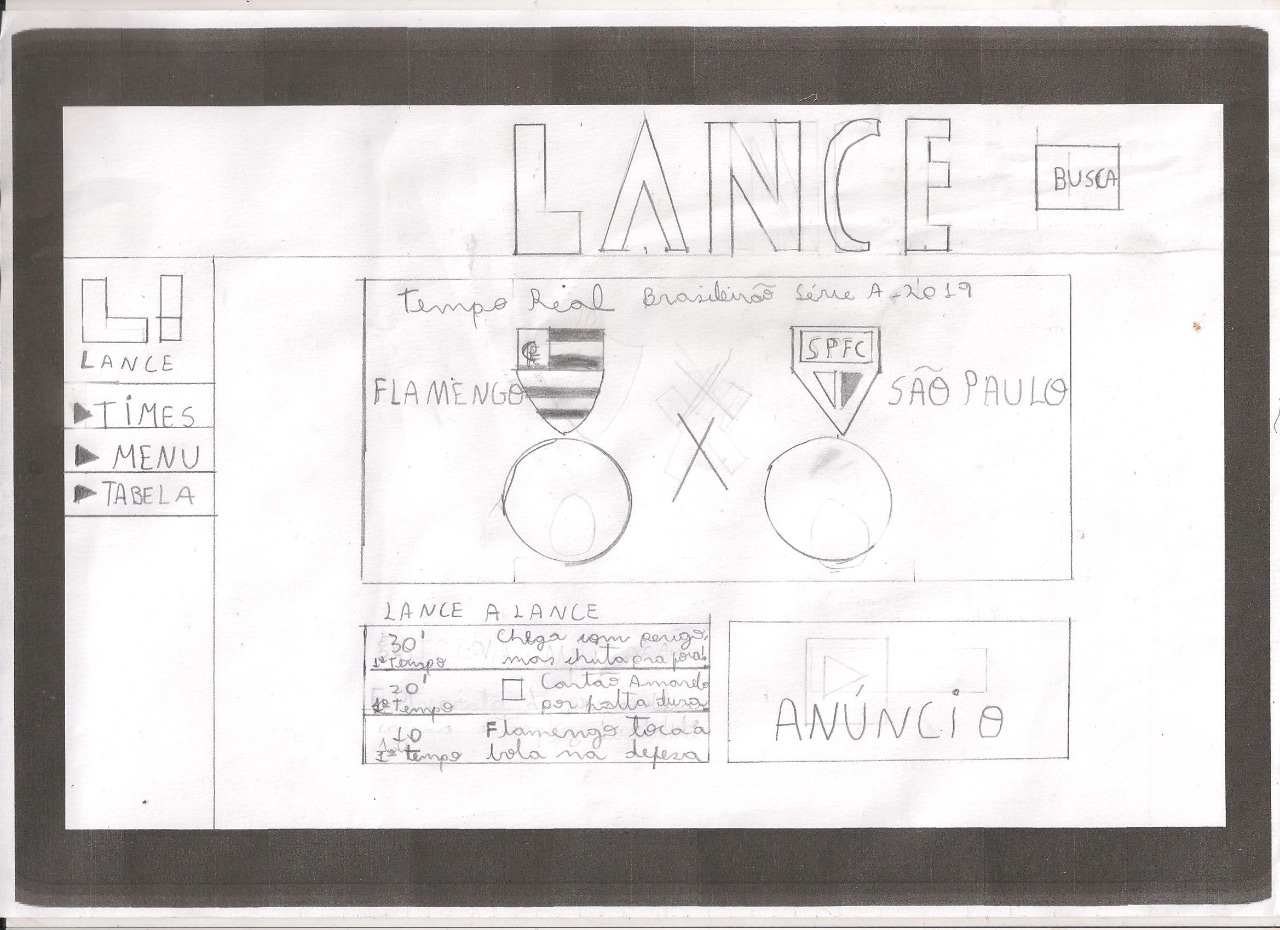 LANCE
BUSCA
L!
LANCE
TIMES
MENU
TABELA
Tempo Real Brasileirão Série A - 2019
FLAMENGO
CRF
SPFC
SÃO PAULO
X
LANCE A LANCE
30'
1º Tempo
Chega com perigo,
mas chuta pra fora!
20'
1º Tempo
Cartão Amarelo
por falta dura
10
1º tempo
Flamengo toca a
bola na defesa
ANÚNCIO